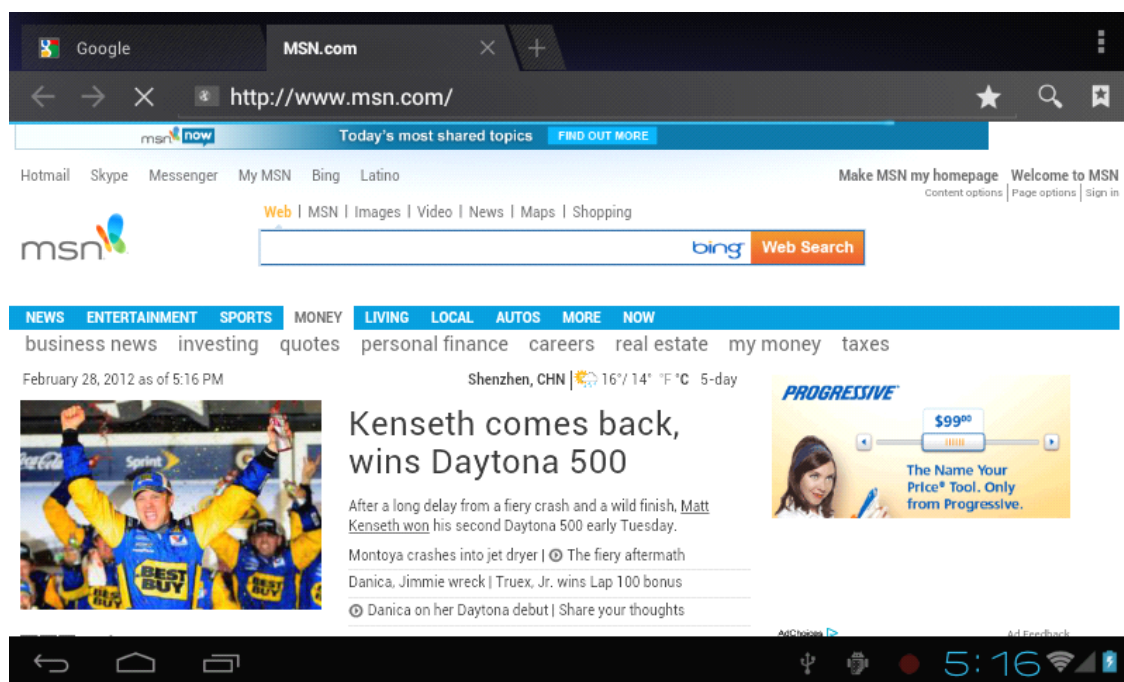 Google MSN.com
http://www.msn.com/
msn now Today's most shared topics FIND OUT MORE
Hotmail Skype Messenger My MSN Bing Latino Make MSN my homepage Welcome to MSN
Content options | Page options | Sign in
Web | MSN | Images | Video | News | Maps | Shopping
msn bing Web Search
NEWS ENTERTAINMENT SPORTS MONEY LIVING LOCAL AUTOS MORE NOW
business news investing quotes personal finance careers real estate my money taxes
February 28, 2012 as of 5:16 PM Shenzhen, CHN | 16°/ 14° °F °C 5-day
Coca-Cola
Sprint
BEST BUY
BEST BUY
Kenseth comes back,
wins Daytona 500
After a long delay from a fiery crash and a wild finish, Matt
Kenseth won his second Daytona 500 early Tuesday.
Montoya crashes into jet dryer | The fiery aftermath
Danica, Jimmie wreck | Truex, Jr. wins Lap 100 bonus
Danica on her Daytona debut | Share your thoughts
PROGRESSIVE
$99⁰⁰
The Name Your
Price® Tool. Only
from Progressive.
AdChoices Ad Feedback
5:16